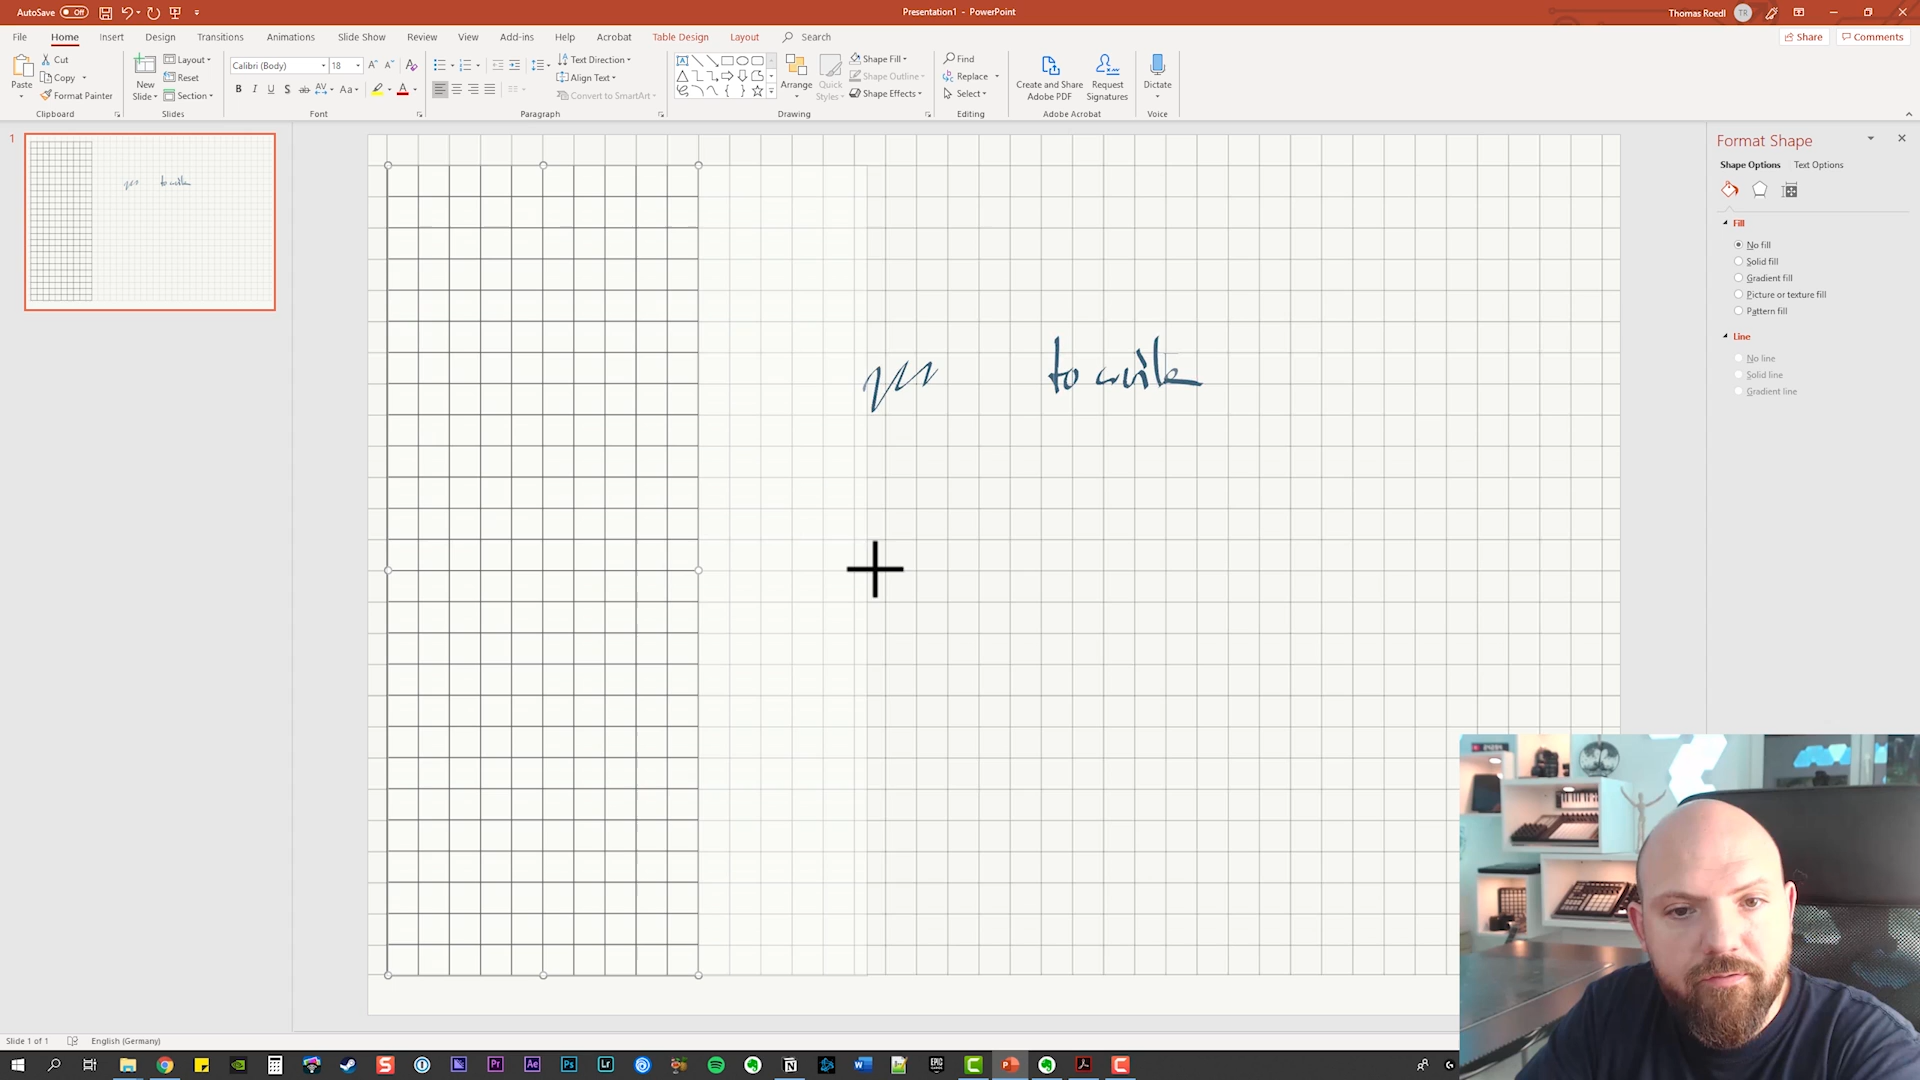 AutoSave Off
Presentation1 - PowerPoint
Thomas Roedl TR
File Home Insert Design Transitions Animations Slide Show Review View Add-ins Help Acrobat Table Design Layout Search
Share Comments
Paste
Cut
Copy
Format Painter
Clipboard
New
Slide
Layout
Reset
Section
Slides
Calibri (Body) 18
Font
Text Direction
Align Text
Convert to SmartArt
Paragraph
Arrange
Quick
Styles
Shape Fill
Shape Outline
Shape Effects
Drawing
Find
Replace
Select
Editing
Create and Share
Adobe PDF
Request
Signatures
Adobe Acrobat
Dictate
Voice
1
to
Format Shape
Shape Options Text Options
Fill
No fill
Solid fill
Gradient fill
Picture or texture fill
Pattern fill
Line
No line
Solid line
Gradient line
Slide 1 of 1 English (Germany)